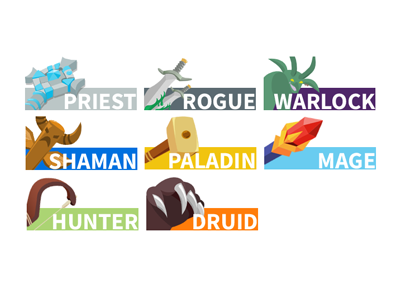 PRIEST
ROGUE
WARLOCK
SHAMAN
PALADIN
MAGE
HUNTER
DRUID